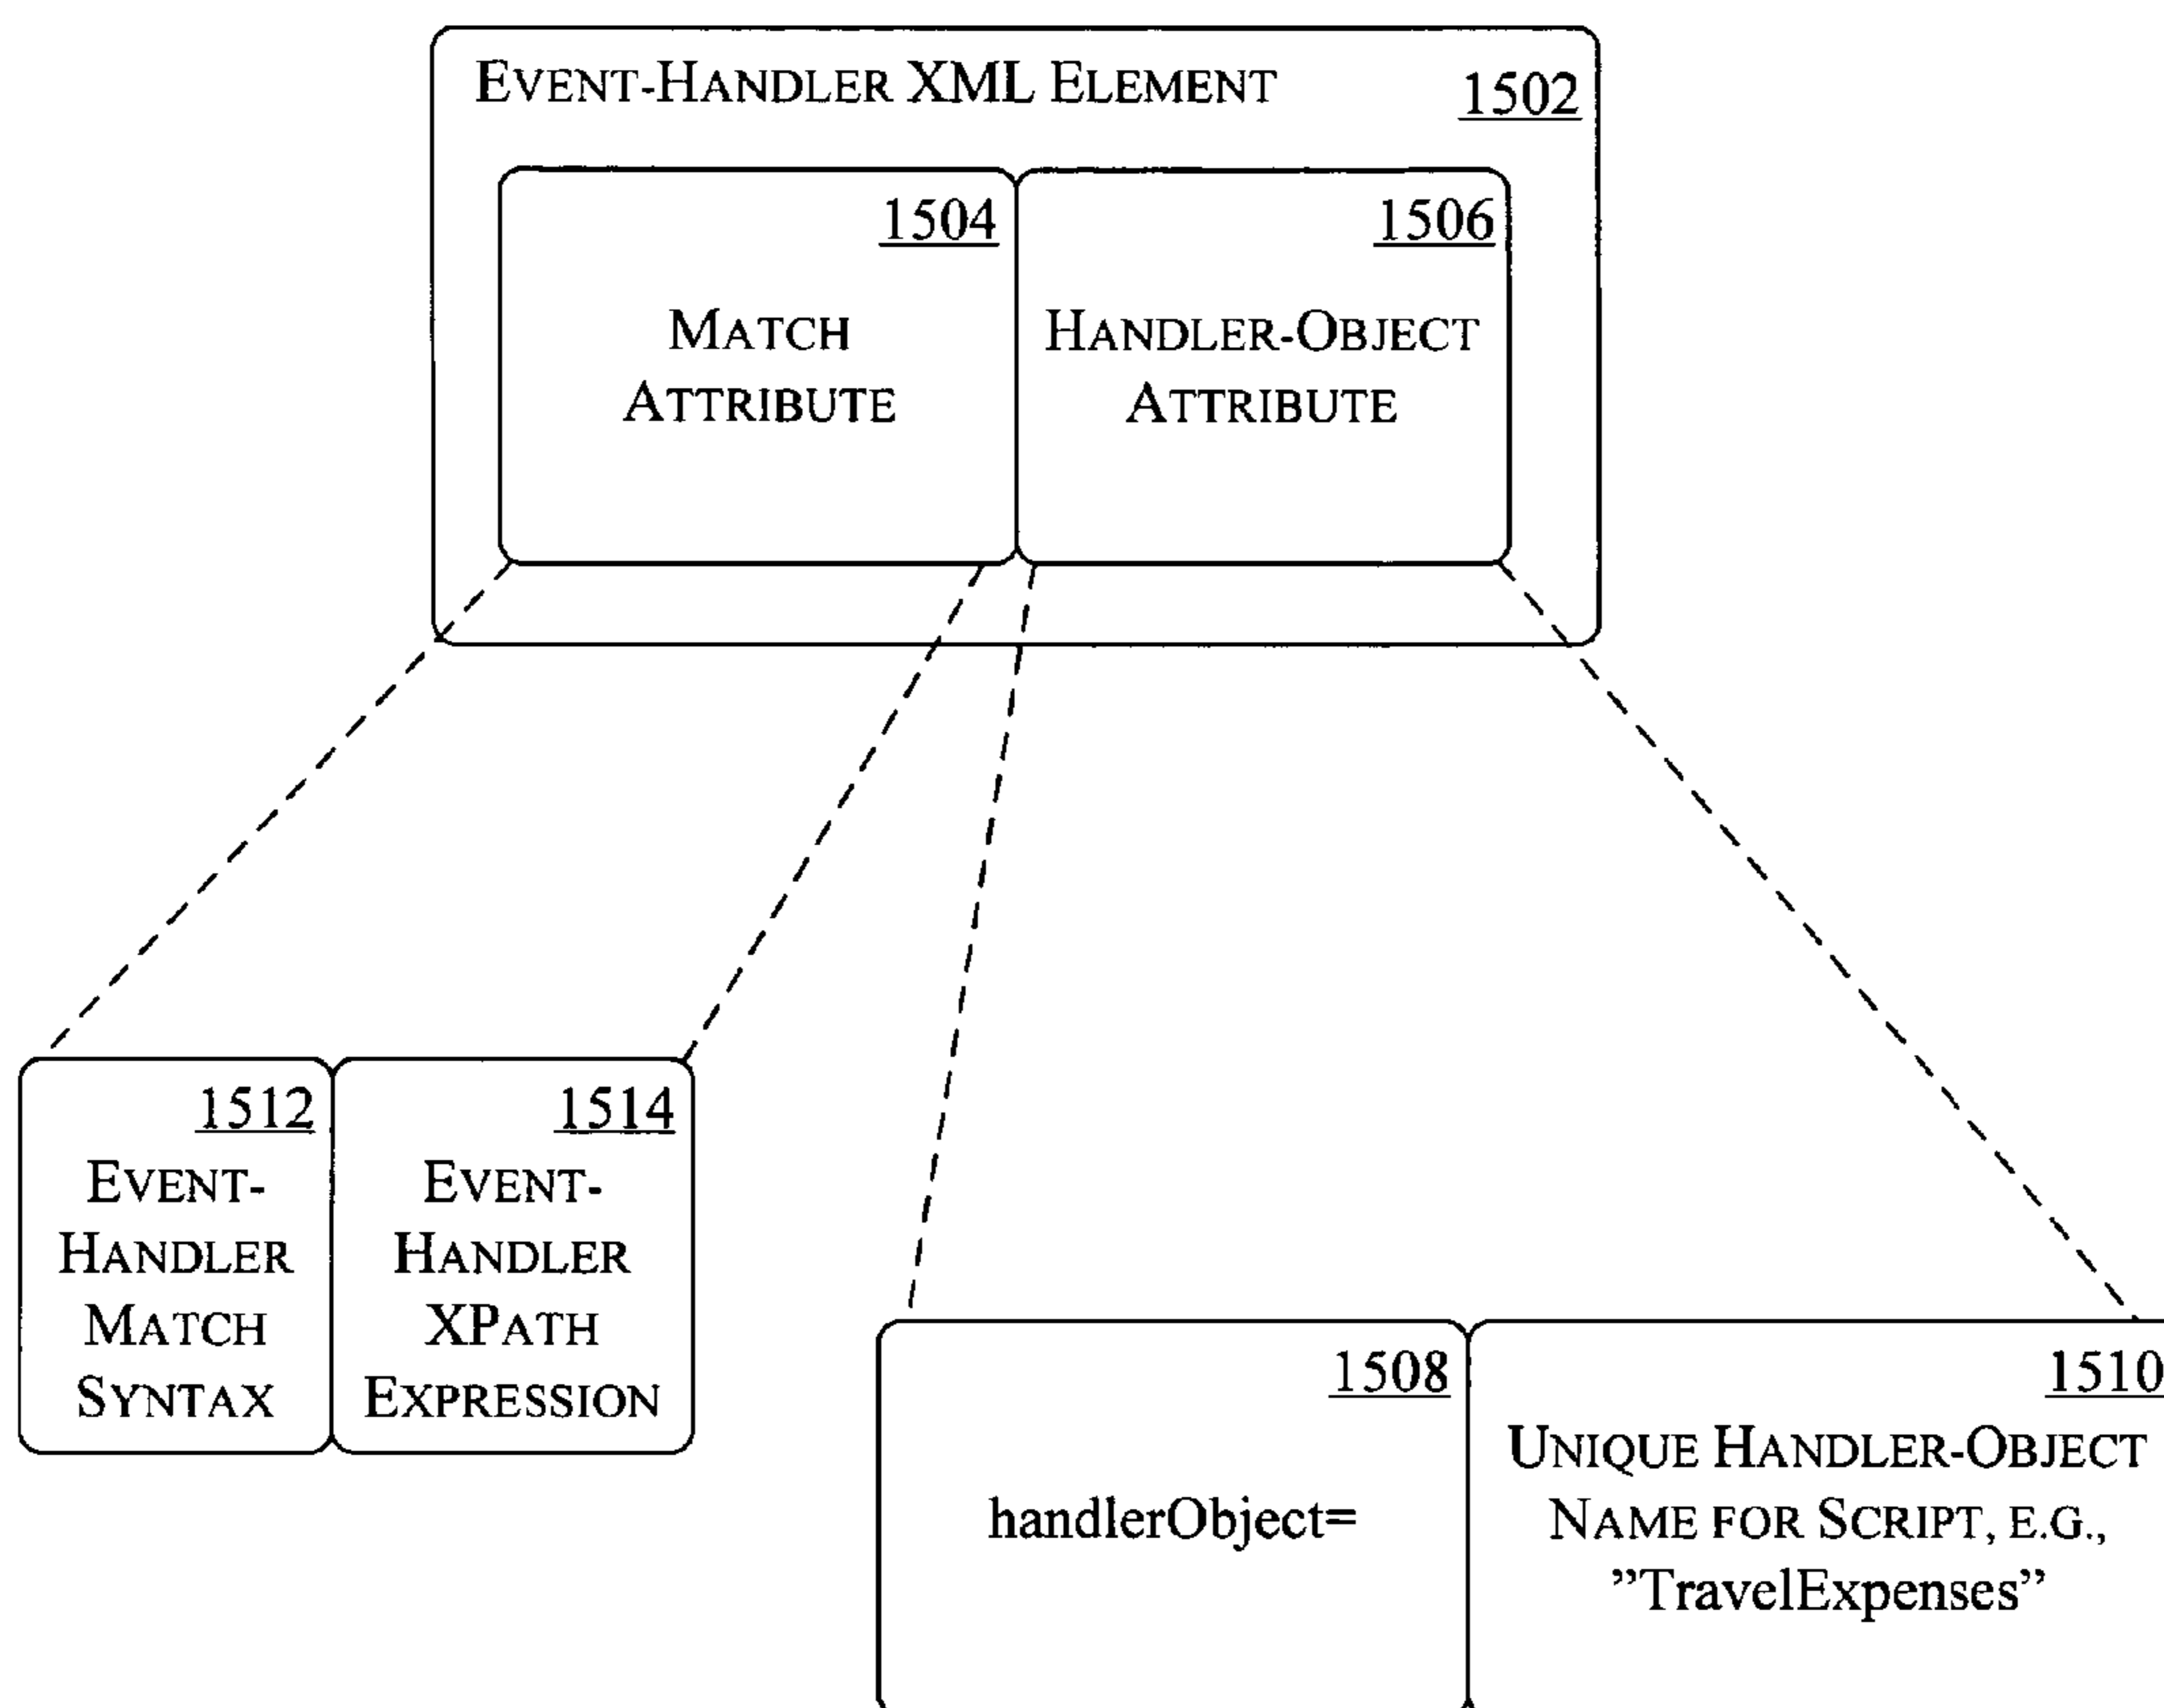 EVENT-HANDLER XML ELEMENT
1502
1504
MATCH
ATTRIBUTE
1506
HANDLER-OBJECT
ATTRIBUTE
1512
EVENT-
HANDLER
MATCH
SYNTAX
1514
EVENT-
HANDLER
XPATH
EXPRESSION
1508
handlerObject=
1510
UNIQUE HANDLER-OBJECT
NAME FOR SCRIPT, E.G.,
”TravelExpenses”